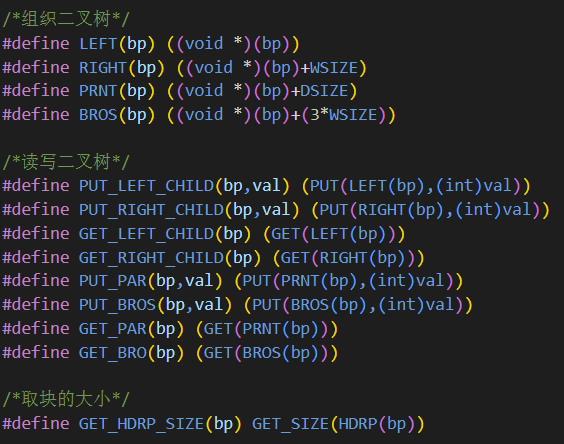 /*组织二叉树*/
#define LEFT(bp) ((void *)(bp))
#define RIGHT(bp) ((void *)(bp)+WSIZE)
#define PRNT(bp) ((void *)(bp)+DSIZE)
#define BROS(bp) ((void *)(bp)+(3*WSIZE))

/*读写二叉树*/
#define PUT_LEFT_CHILD(bp,val) (PUT(LEFT(bp),(int)val))
#define PUT_RIGHT_CHILD(bp,val) (PUT(RIGHT(bp),(int)val))
#define GET_LEFT_CHILD(bp) (GET(LEFT(bp)))
#define GET_RIGHT_CHILD(bp) (GET(RIGHT(bp)))
#define PUT_PAR(bp,val) (PUT(PRNT(bp),(int)val))
#define PUT_BROS(bp,val) (PUT(BROS(bp),(int)val))
#define GET_PAR(bp) (GET(PRNT(bp)))
#define GET_BRO(bp) (GET(BROS(bp)))

/*取块的大小*/
#define GET_HDRP_SIZE(bp) GET_SIZE(HDRP(bp))